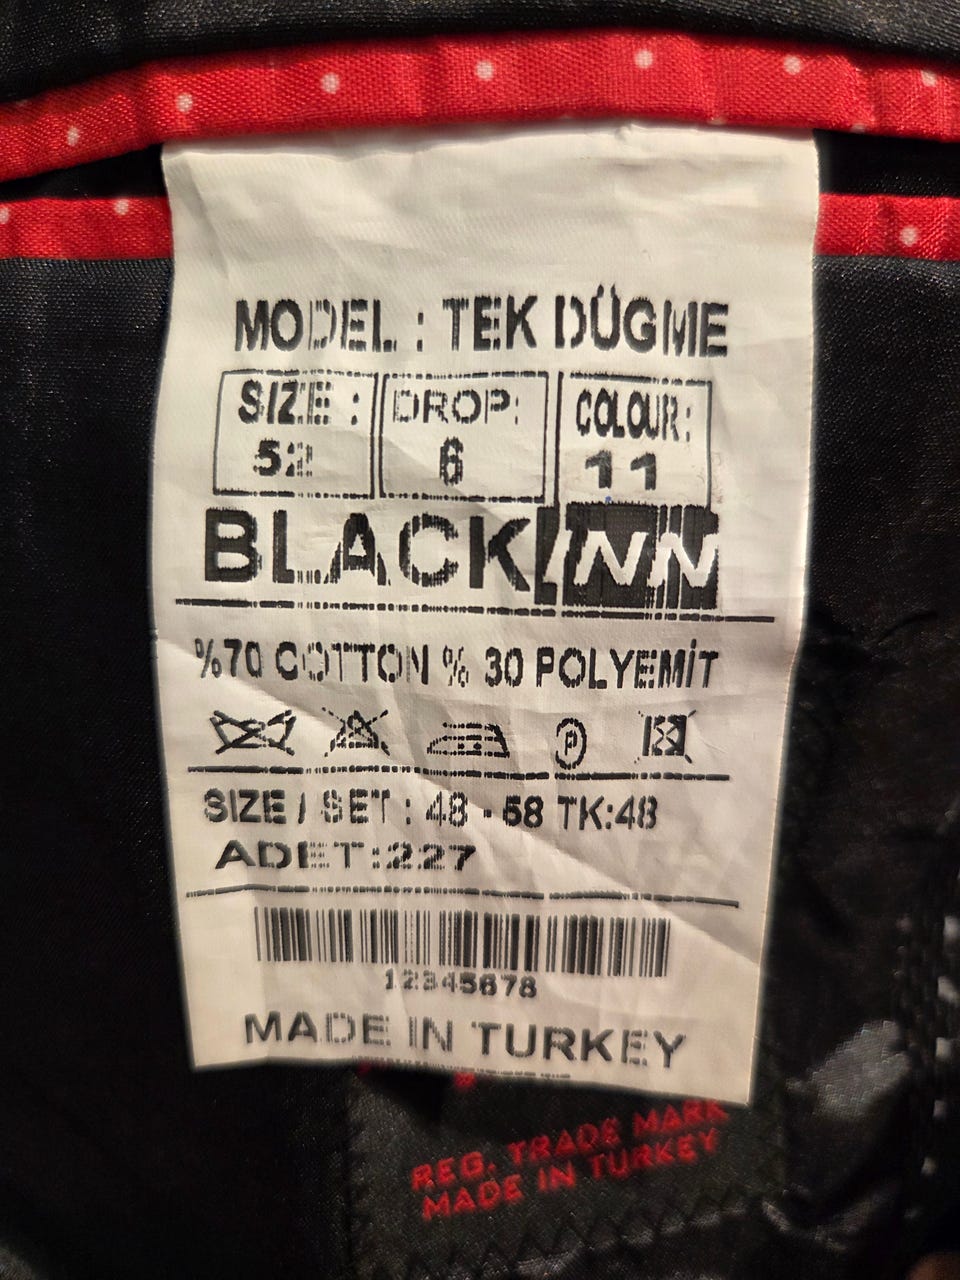 MODEL : TEK DÜGME
SIZE : DROP: COLOUR:
52 6 11
BLACK INN
%70 COTTON % 30 POLYEMİT
P
SIZE / SET : 48 - 58 TK:48
ADET:227
12345678
MADE IN TURKEY
REG. TRADE MARK
MADE IN TURKEY